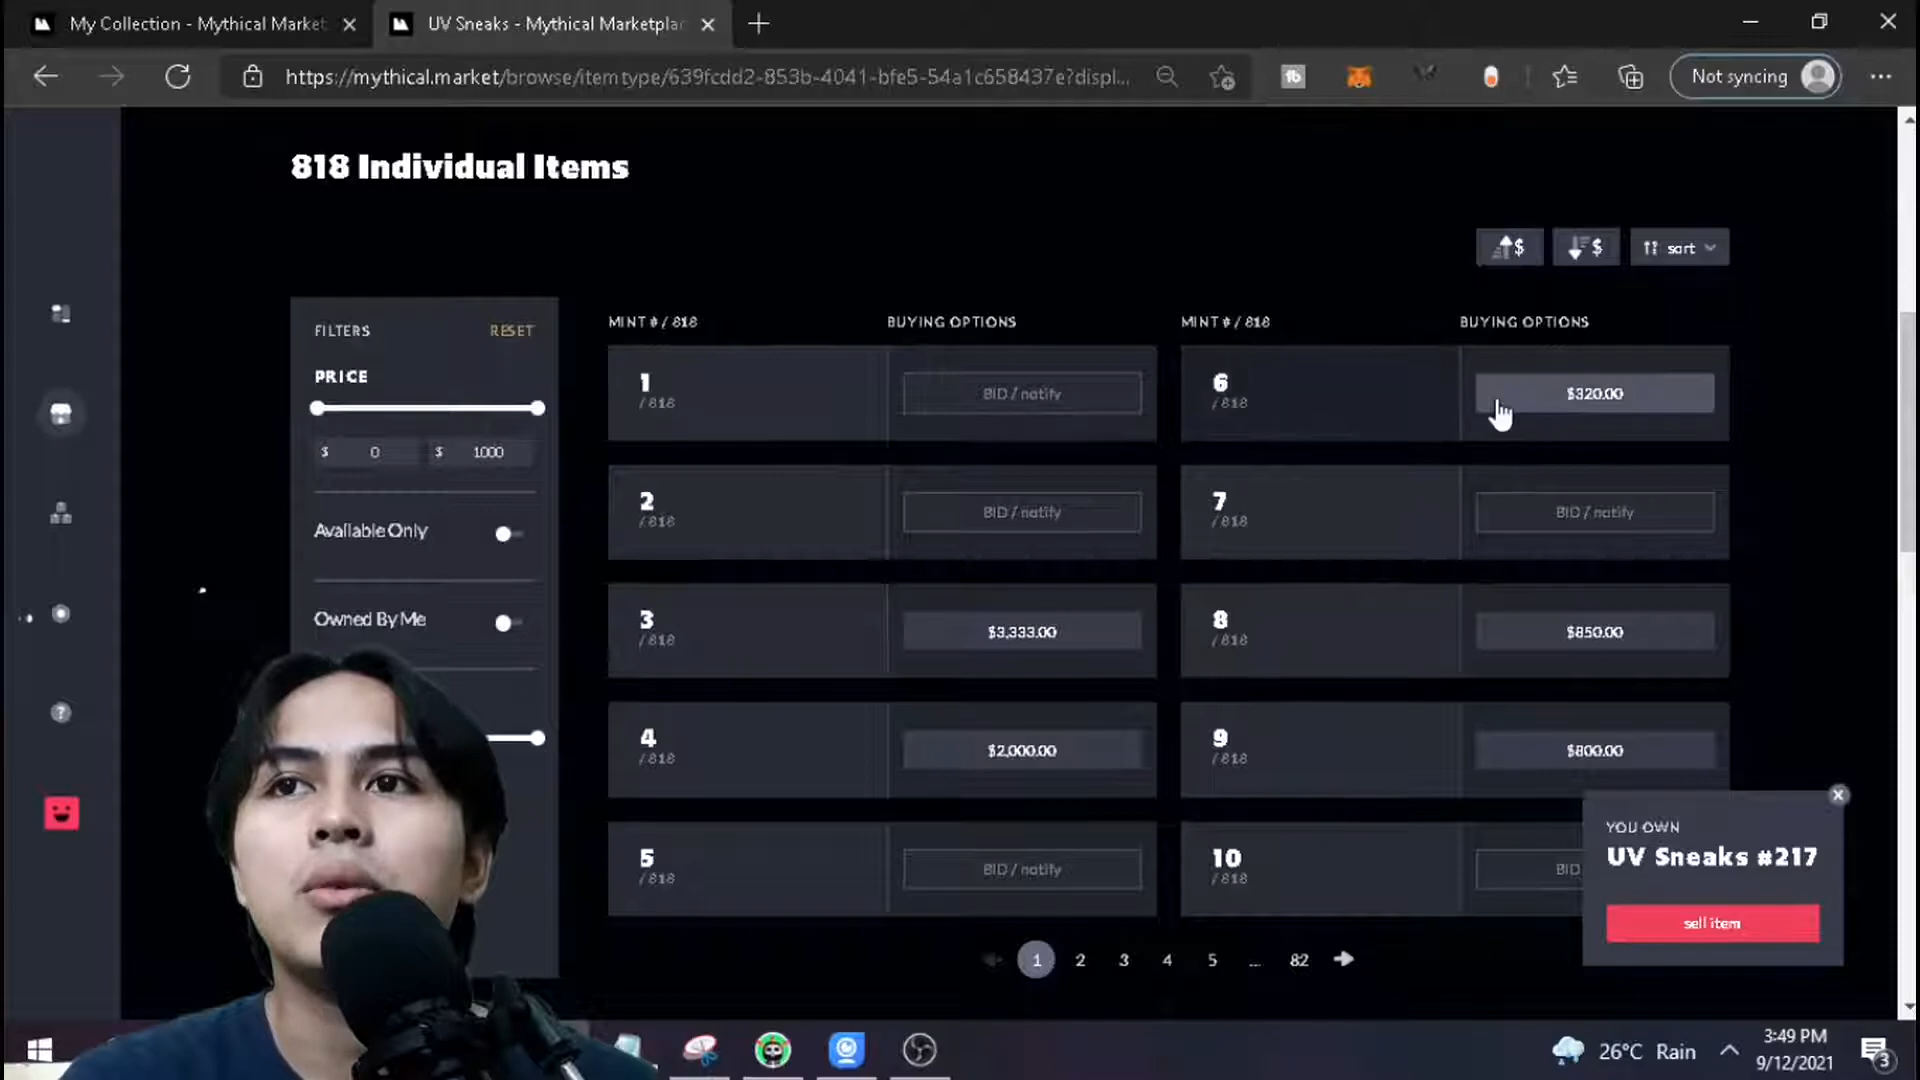 My Collection - Mythical Market
UV Sneaks - Mythical Marketplac
https://mythical.market/browse/itemtype/639fcdd2-853b-4041-bfe5-54a1c658437e?displ...
Not syncing
818 Individual Items
$
$
sort
FILTERS
RESET
PRICE
$ 0
$ 1000
Available Only
Owned By Me
MINT # / 818
BUYING OPTIONS
MINT # / 818
BUYING OPTIONS
1
/ 818
BID / notify
6
/ 818
$320.00
2
/ 818
BID / notify
7
/ 818
BID / notify
3
/ 818
$3,333.00
8
/ 818
$850.00
4
/ 818
$2,000.00
9
/ 818
$800.00
5
/ 818
BID / notify
10
/ 818
BID
YOU OWN
UV Sneaks #217
sell item
1 2 3 4 5 ... 82
26°C Rain
3:49 PM
9/12/2021
3